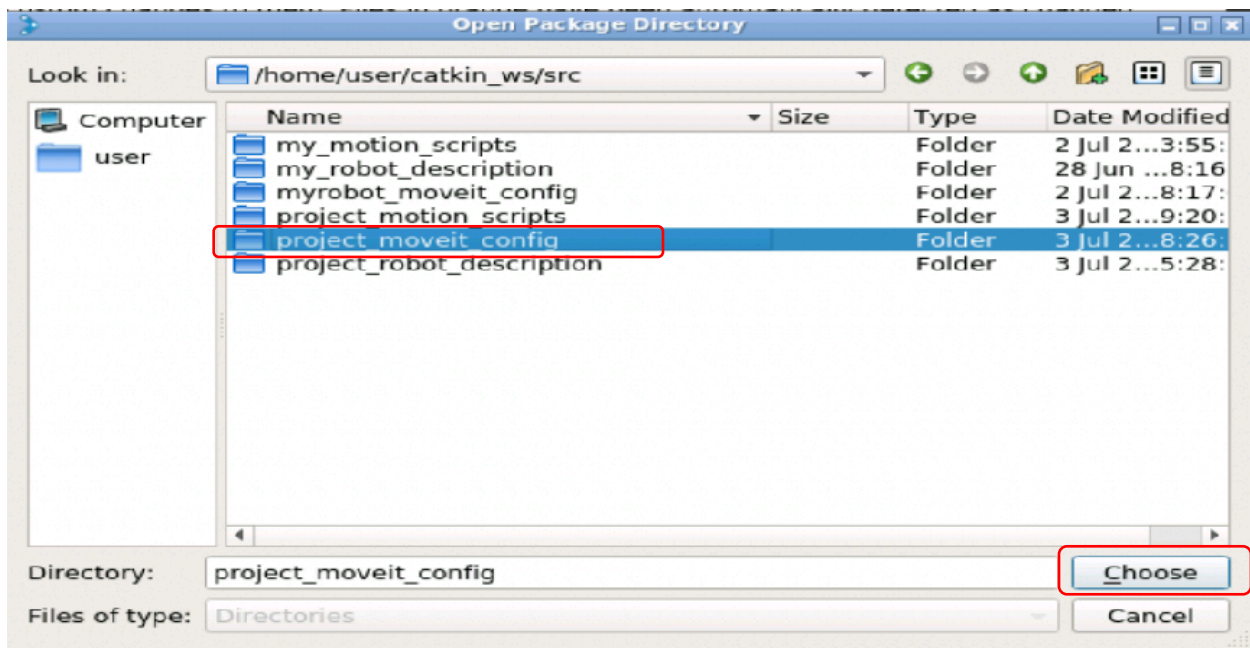 Open Package Directory
Look in: /home/user/catkin_ws/src
Computer
user
Name Size Type Date Modified
my_motion_scripts Folder 2 Jul 2...3:55:
my_robot_description Folder 28 Jun ...8:16
myrobot_moveit_config Folder 2 Jul 2...8:17:
project_motion_scripts Folder 3 Jul 2...9:20:
project_moveit_config Folder 3 Jul 2...8:26:
project_robot_description Folder 3 Jul 2...5:28:
Directory: project_moveit_config Choose
Files of type: Directories Cancel